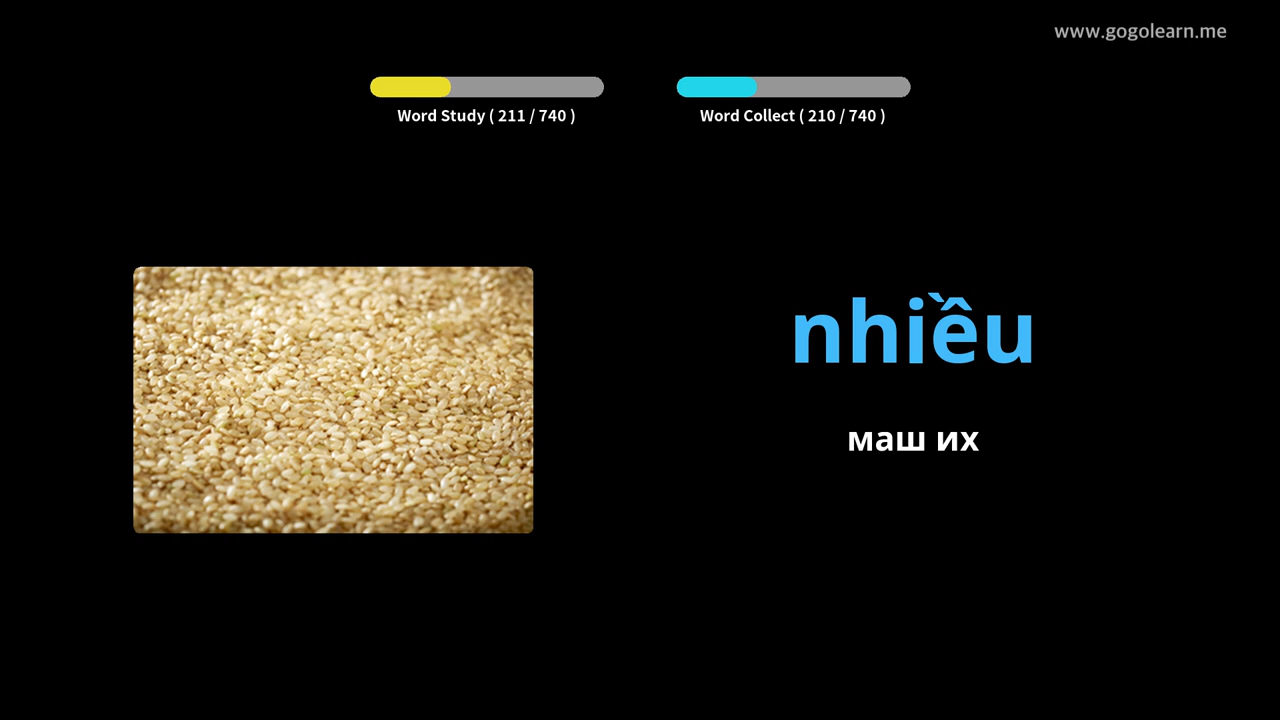 www.gogolearn.me
Word Study ( 211 / 740 )
Word Collect ( 210 / 740 )
nhiều
маш их